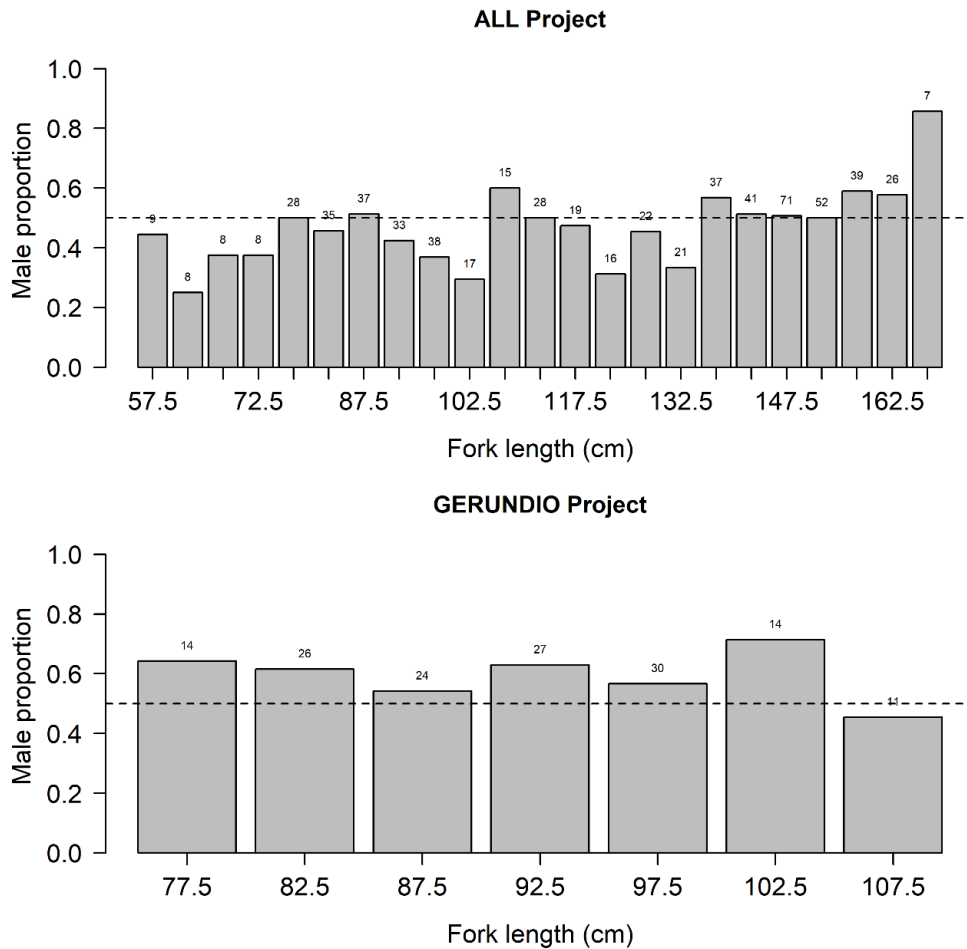 ALL Project
Male proportion
1.0
0.8
0.6
0.4
0.2
0.0
9 8 8 8 28 35 37 33 38 17 15 28 19 16 22 21 37 41 71 52 39 26 7
57.5 72.5 87.5 102.5 117.5 132.5 147.5 162.5
Fork length (cm)
GERUNDIO Project
Male proportion
1.0
0.8
0.6
0.4
0.2
0.0
14 26 24 27 30 14 11
77.5 82.5 87.5 92.5 97.5 102.5 107.5
Fork length (cm)